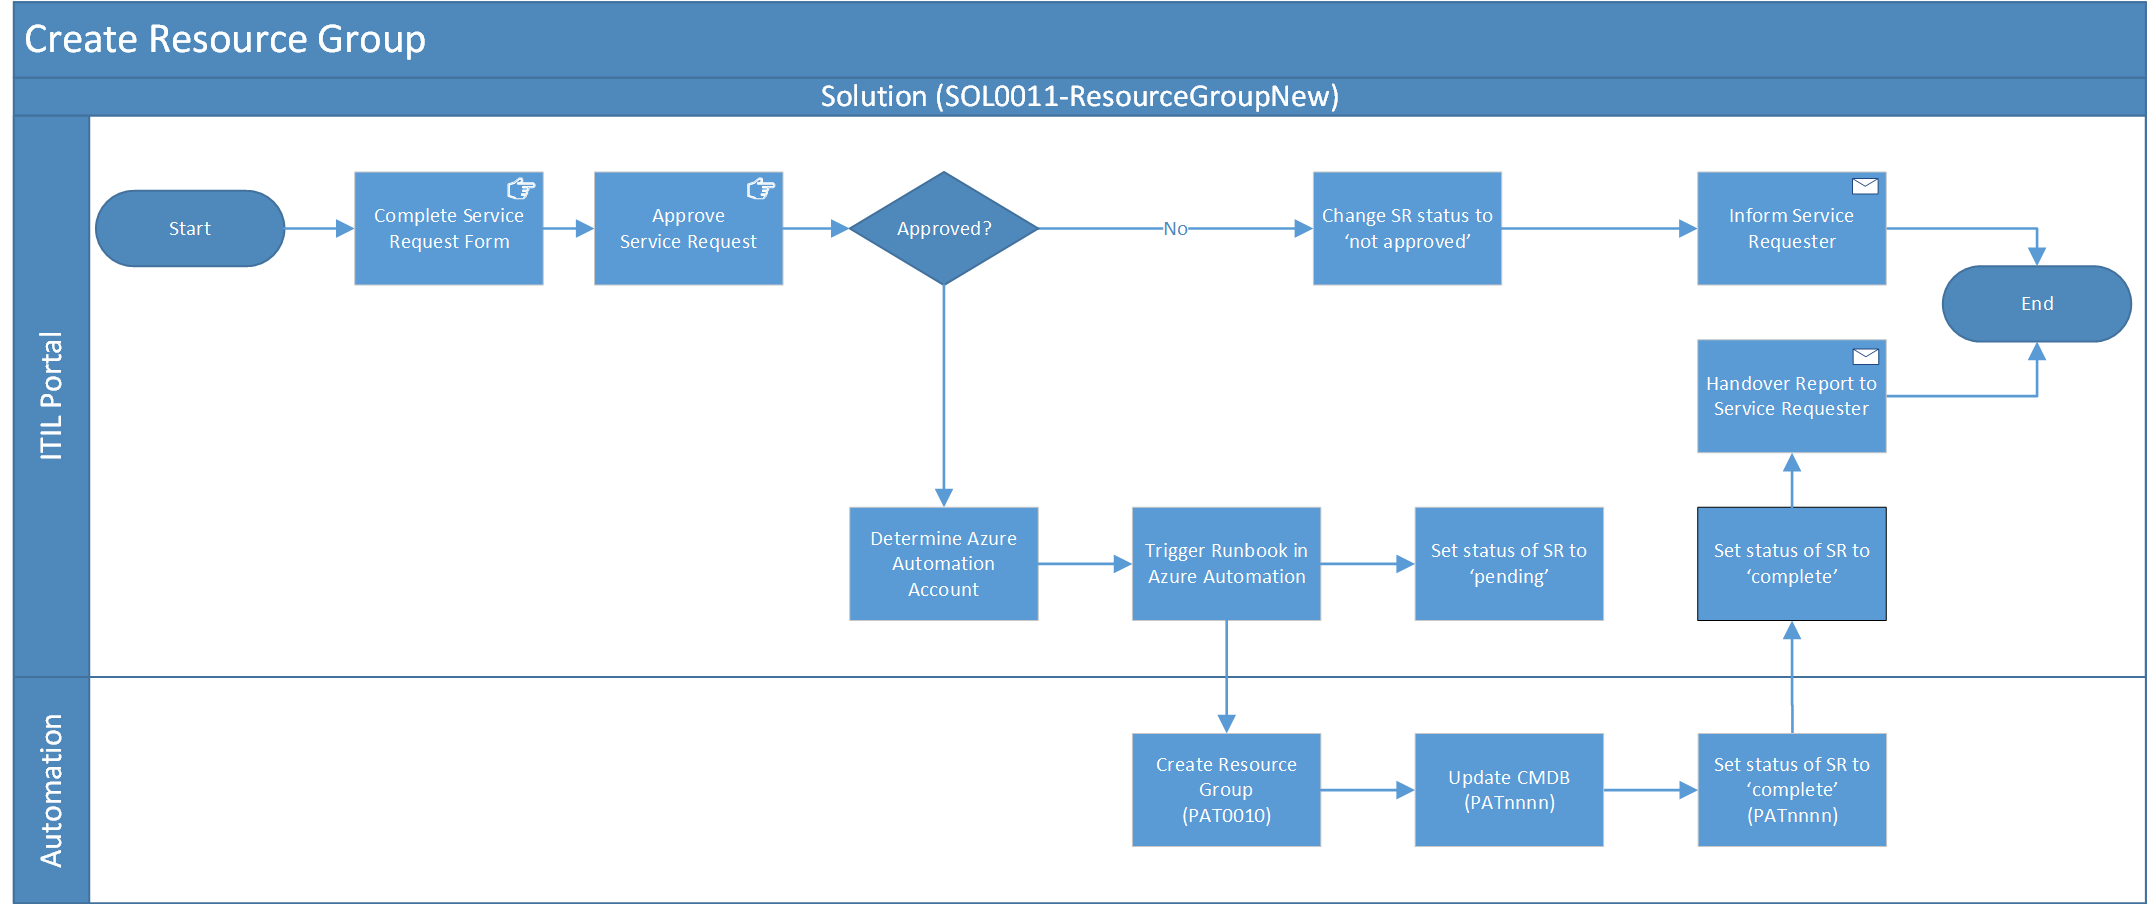 Create Resource Group
Solution (SOL0011-ResourceGroupNew)
ITIL Portal
Start
Complete Service
Request Form
Approve
Service Request
Approved?
No
Change SR status to
‘not approved’
Inform Service
Requester
End
Handover Report to
Service Requester
Determine Azure
Automation
Account
Trigger Runbook in
Azure Automation
Set status of SR to
‘pending’
Set status of SR to
‘complete’
Automation
Create Resource
Group
(PAT0010)
Update CMDB
(PATnnnn)
Set status of SR to
‘complete’
(PATnnnn)